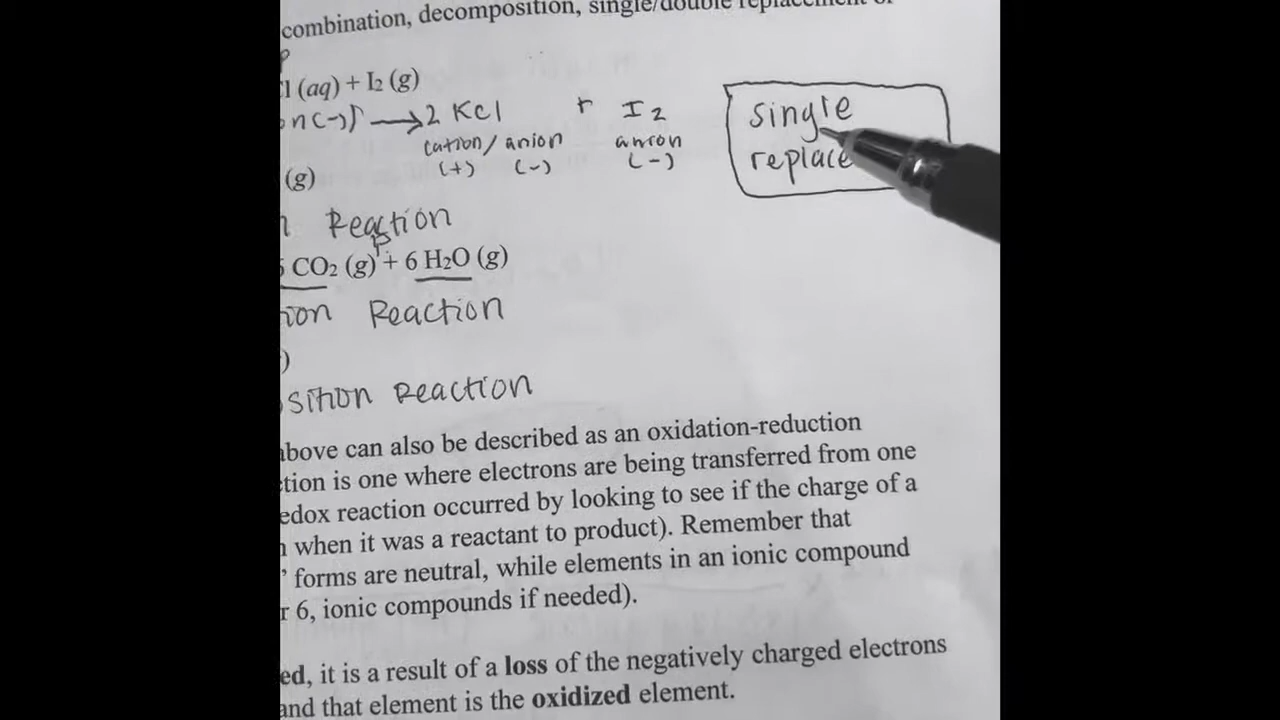 combination, decomposition, single/double replacement or
l (aq) + I2 (g)
on(-) → 2 KCl + I2
single
cation/anion anion
(+) (-) (-)
replace
(g)
n Reaction
CO2 (g) + 6 H2O (g)
ion Reaction
)
sition Reaction
above can also be described as an oxidation-reduction
tion is one where electrons are being transferred from one
edox reaction occurred by looking to see if the charge of a
n when it was a reactant to product). Remember that
’ forms are neutral, while elements in an ionic compound
r 6, ionic compounds if needed).
ed, it is a result of a loss of the negatively charged electrons
and that element is the oxidized element.